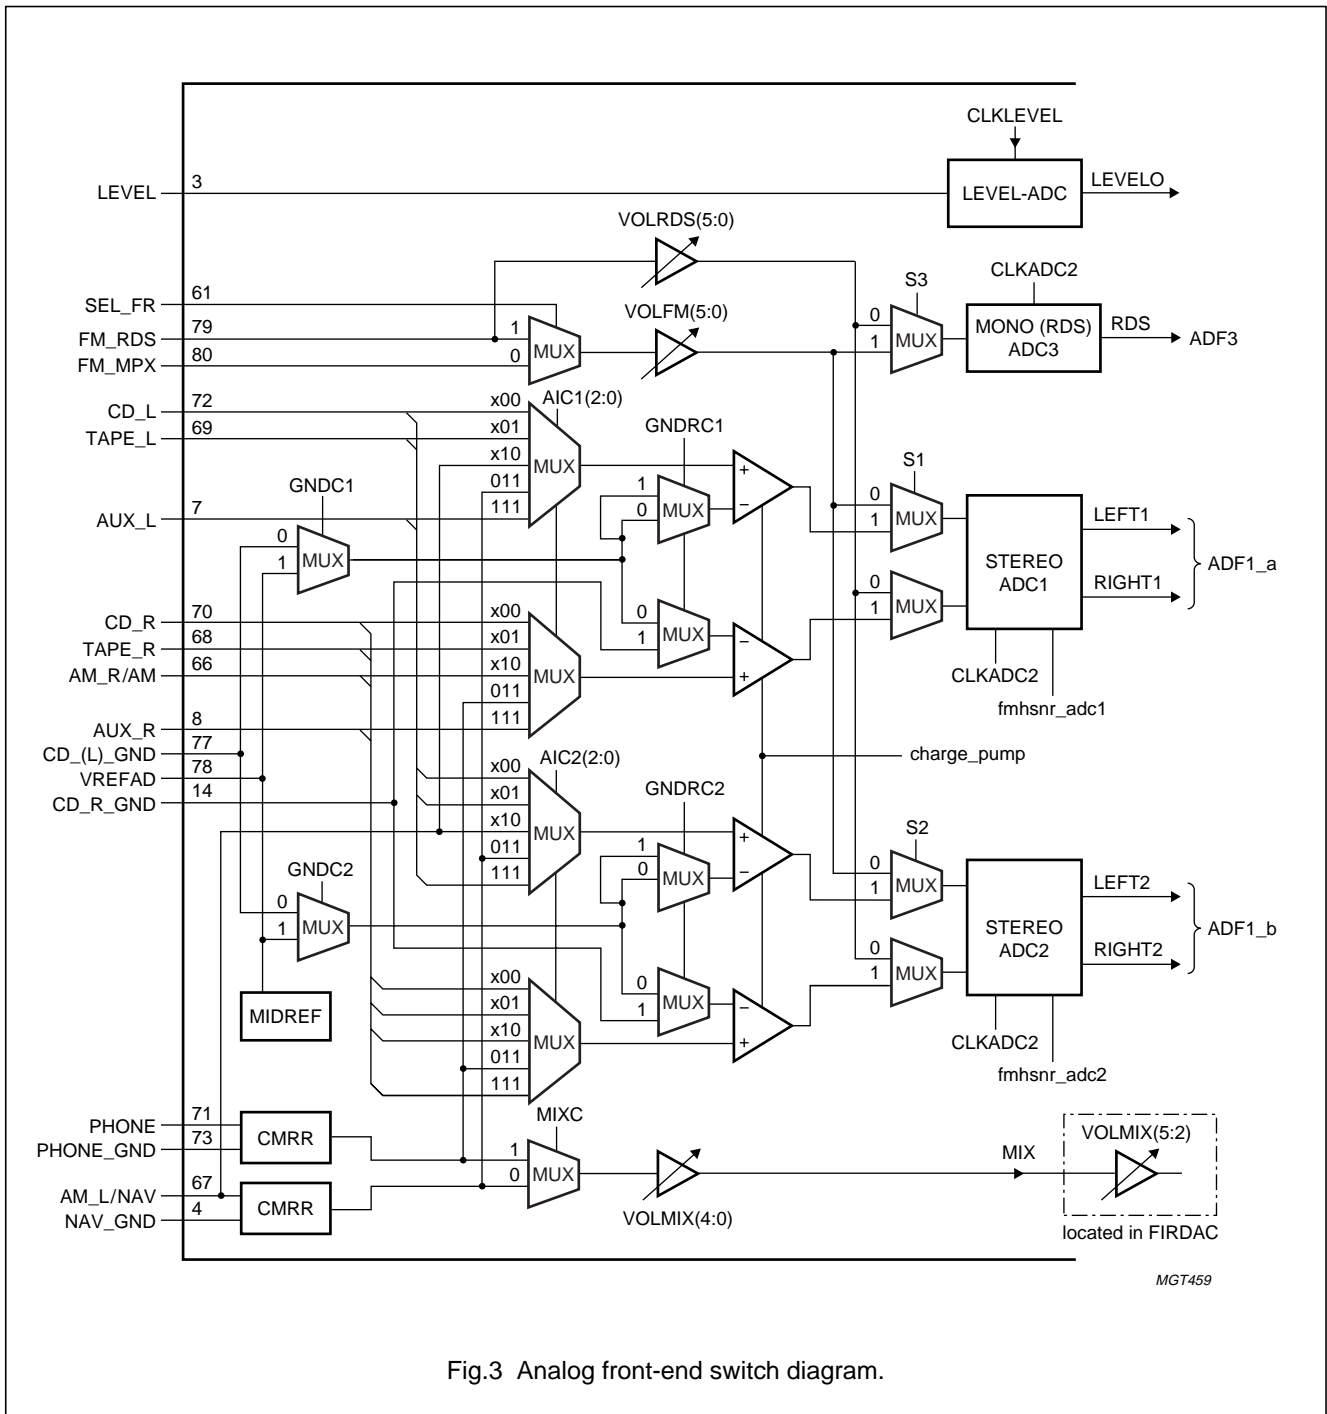 CLKLEVEL
LEVEL 3 LEVEL-ADC LEVELO
VOLRDS(5:0)
SEL_FR 61 S3 CLKADC2
FM_RDS 79 1 MUX VOLFM(5:0) 0 MUX MONO (RDS) ADC3 RDS ADF3
FM_MPX 80 0 1
CD_L 72 x00 AIC1(2:0)
TAPE_L 69 x01 GNDRC1
x10 MUX + S1
GNDC1 011 1 MUX − 0 MUX
AUX_L 7 111 0 1 LEFT1
0 MUX STEREO ADC1 ADF1_a
1 0 MUX RIGHT1
CD_R 70 x00 0 MUX − 1
TAPE_R 68 x01 1
AM_R/AM 66 x10 MUX + CLKADC2
011 fmhsnr_adc1
AUX_R 8 111
CD_(L)_GND 77 AIC2(2:0) charge_pump
VREFAD 78 x00 GNDRC2
CD_R_GND 14 x01
x10 MUX + S2
011 1 MUX − 0 MUX
GNDC2 111 0 1 LEFT2
0 MUX STEREO ADC2 ADF1_b
1 0 MUX RIGHT2
x00 0 MUX − 1
MIDREF x01 1
x10 MUX + CLKADC2
011 fmhsnr_adc2
111
PHONE 71 CMRR MIXC VOLMIX(5:2)
PHONE_GND 73 1 MUX MIX
AM_L/NAV 67 CMRR 0
NAV_GND 4 VOLMIX(4:0) located in FIRDAC
MGT459
Fig.3 Analog front-end switch diagram.